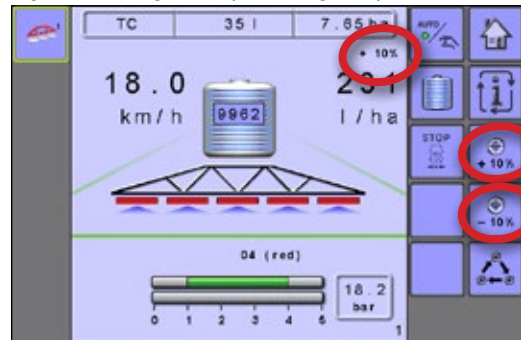 TC 35 l 7.65 ha AUTO
+ 10%
18.0
km/h 9962 l/ha
STOP
+ 10%
- 10%
04 (red)
18.2
bar
0 1 2 3 4 5
1